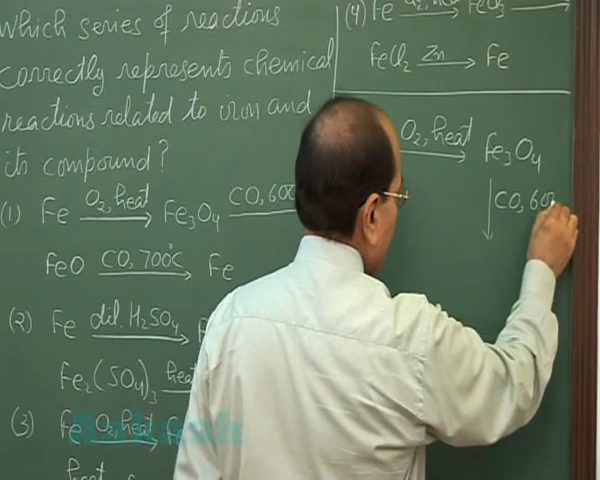 which series of reactions
correctly represents chemical
reactions related to iron and
its compound?
(1) Fe O₂, heat → Fe₃O₄ CO, 600
FeO CO, 700°C → Fe
(2) Fe dil. H₂SO₄ →
Fe₂(SO₄)₃ heat
(3) Fe O₂, heat →
heat
(4) Fe →
FeCl₂ Zn → Fe
O₂, heat → Fe₃O₄
↓ CO, 600
Aakash